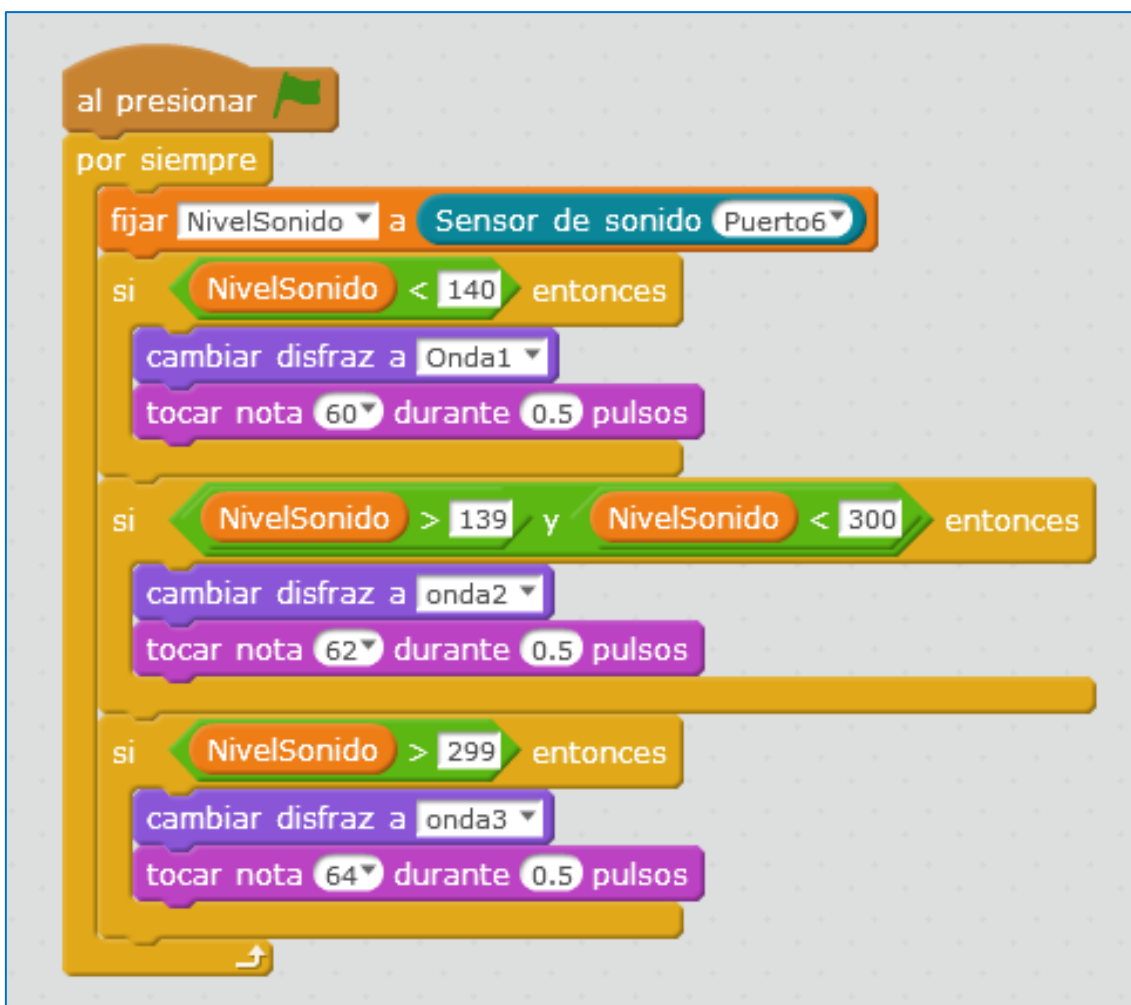 al presionar
por siempre
fijar NivelSonido a Sensor de sonido Puerto6
si NivelSonido < 140 entonces
cambiar disfraz a Onda1
tocar nota 60 durante 0.5 pulsos
si NivelSonido > 139 y NivelSonido < 300 entonces
cambiar disfraz a onda2
tocar nota 62 durante 0.5 pulsos
si NivelSonido > 299 entonces
cambiar disfraz a onda3
tocar nota 64 durante 0.5 pulsos